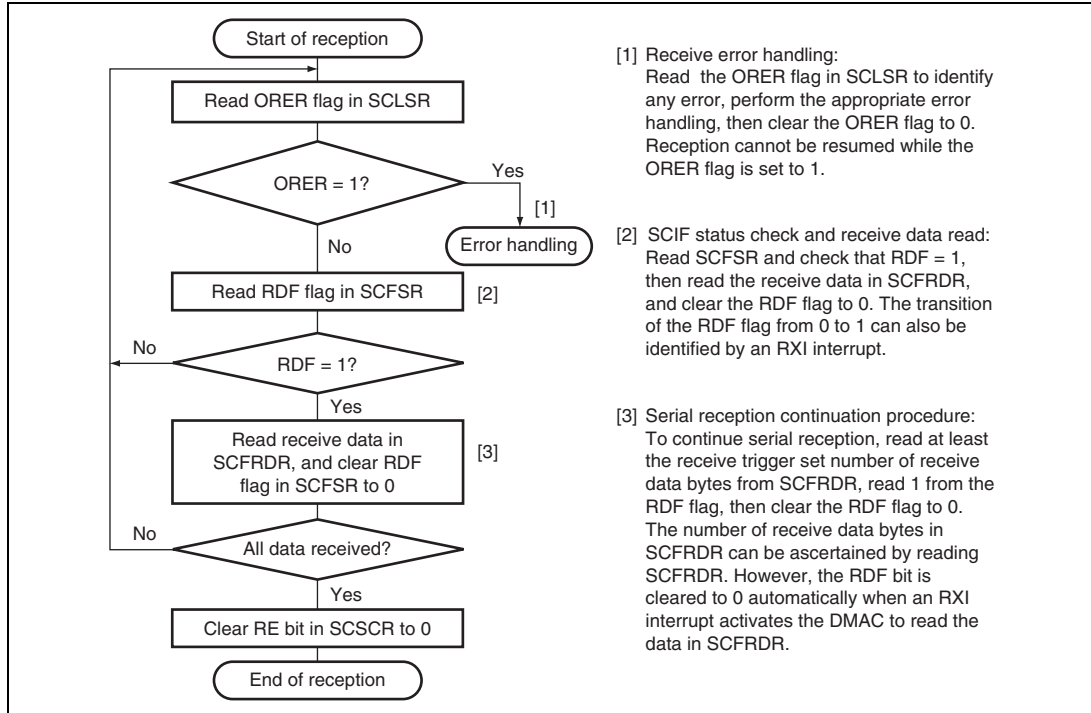 Start of reception
Read ORER flag in SCLSR
ORER = 1?
Yes
[1]
Error handling
No
Read RDF flag in SCFSR
[2]
No
RDF = 1?
Yes
Read receive data in
SCFRDR, and clear RDF
flag in SCFSR to 0
[3]
No
All data received?
Yes
Clear RE bit in SCSCR to 0
End of reception
[1] Receive error handling:
Read the ORER flag in SCLSR to identify
any error, perform the appropriate error
handling, then clear the ORER flag to 0.
Reception cannot be resumed while the
ORER flag is set to 1.
[2] SCIF status check and receive data read:
Read SCFSR and check that RDF = 1,
then read the receive data in SCFRDR,
and clear the RDF flag to 0. The transition
of the RDF flag from 0 to 1 can also be
identified by an RXI interrupt.
[3] Serial reception continuation procedure:
To continue serial reception, read at least
the receive trigger set number of receive
data bytes from SCFRDR, read 1 from the
RDF flag, then clear the RDF flag to 0.
The number of receive data bytes in
SCFRDR can be ascertained by reading
SCFRDR. However, the RDF bit is
cleared to 0 automatically when an RXI
interrupt activates the DMAC to read the
data in SCFRDR.